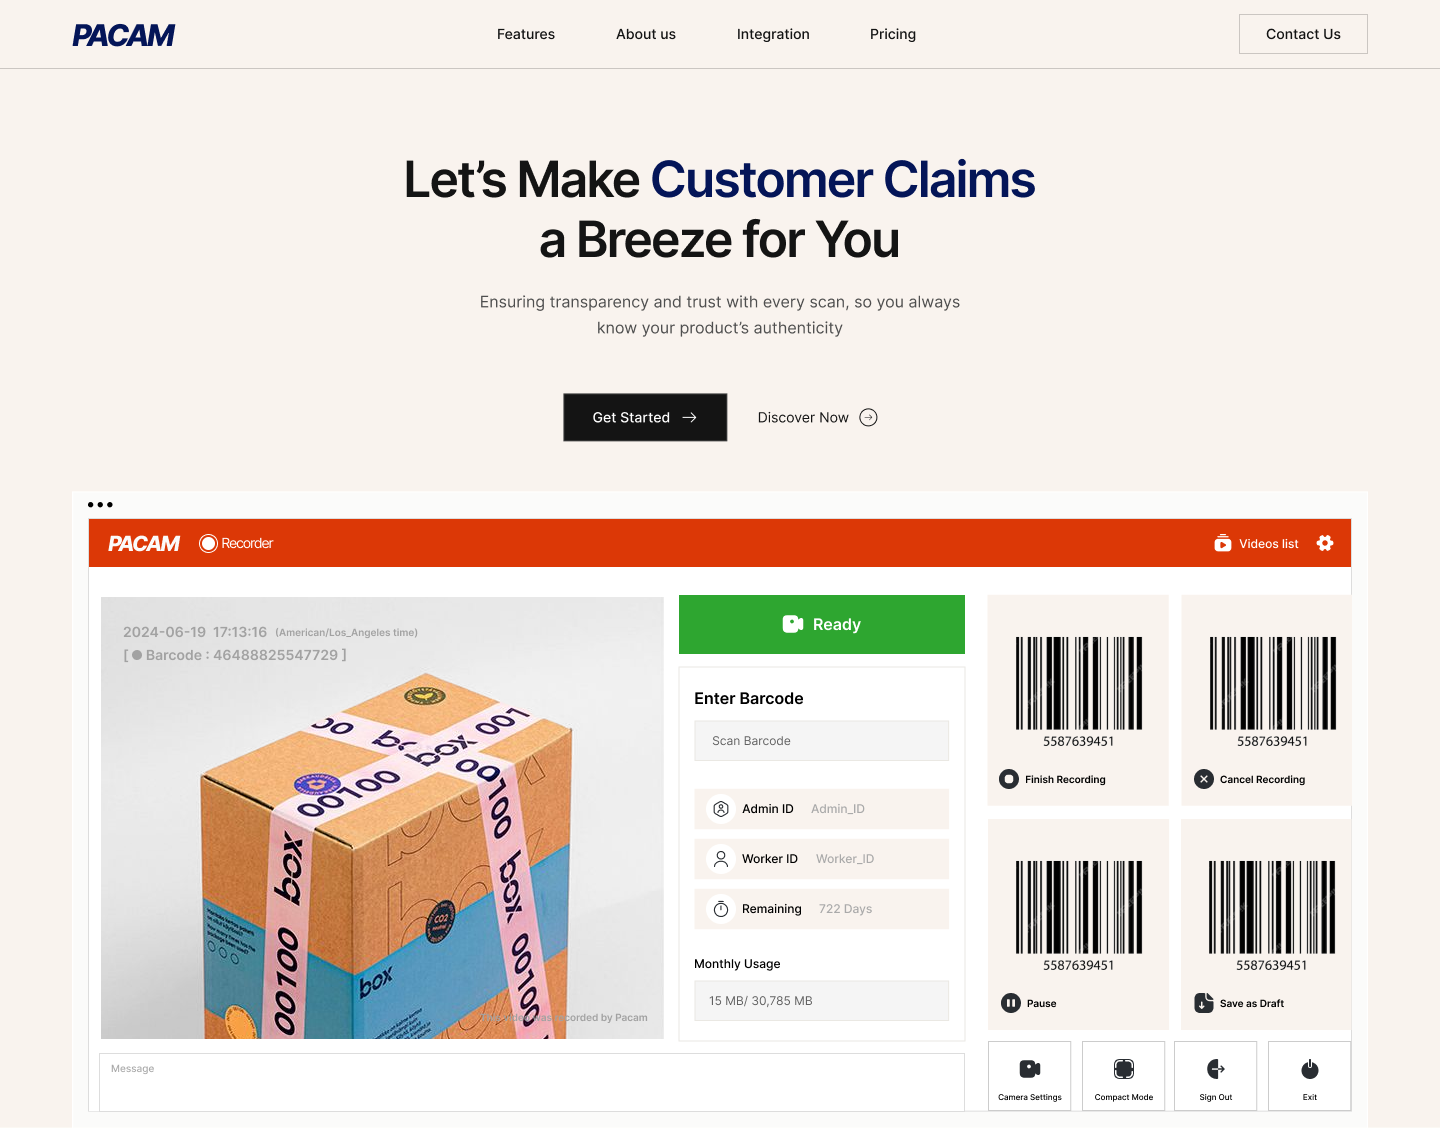 PACAM
Features
About us
Integration
Pricing
Contact Us
Let's Make Customer Claims
a Breeze for You
Ensuring transparency and trust with every scan, so you always
know your product's authenticity
Get Started
Discover Now
PACAM
Recorder
Videos list
2024-06-19 17:13:16 (American/Los_Angeles time)
[ ● Barcode : 46488825547729 ]
00100 box 001
00100 box
00100 box
box 00100
CO2
box
recorded by Pacam
Message
Ready
Enter Barcode
Scan Barcode
Admin ID Admin_ID
Worker ID Worker_ID
Remaining 722 Days
Monthly Usage
15 MB/ 30,785 MB
5587639451
Finish Recording
5587639451
Cancel Recording
5587639451
Pause
5587639451
Save as Draft
Camera Settings
Compact Mode
Sign Out
Exit